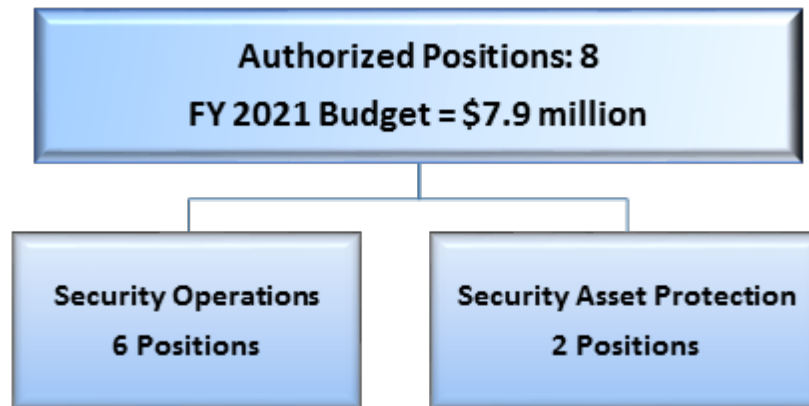 Authorized Positions: 8
FY 2021 Budget = $7.9 million
Security Operations
6 Positions
Security Asset Protection
2 Positions